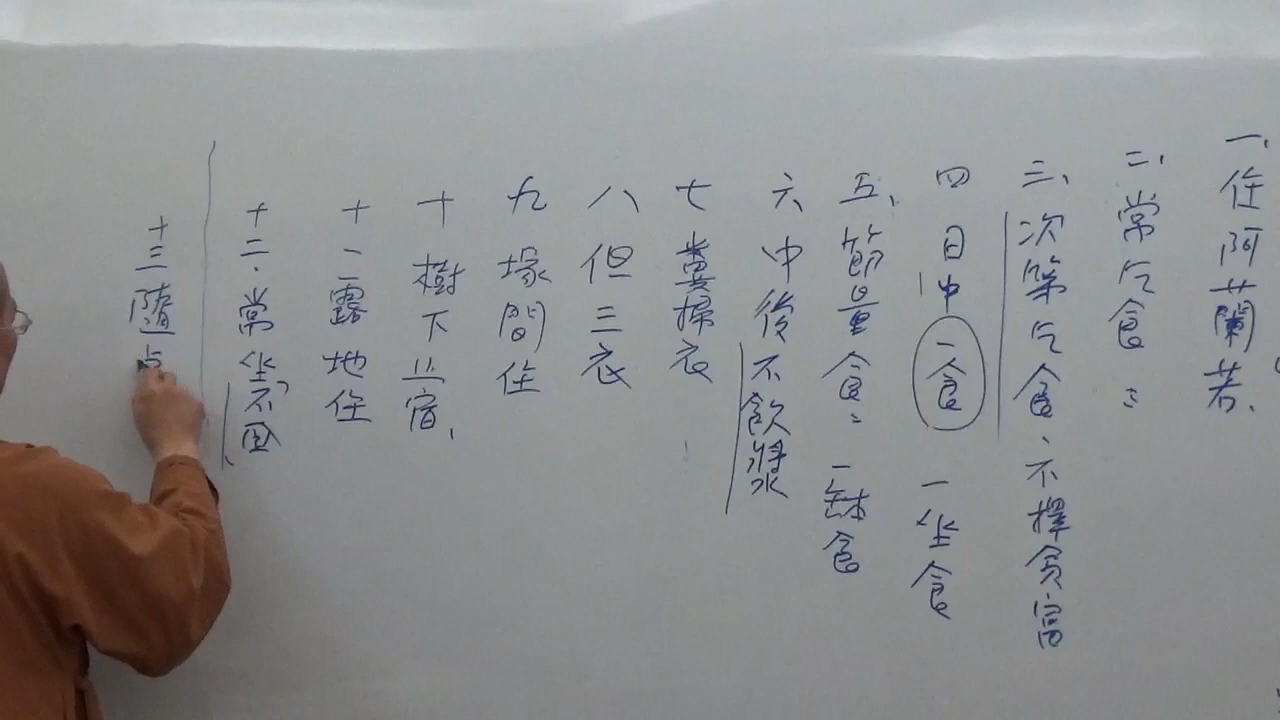 一、住阿蘭若、
二、常乞食:
三、次第乞食、不擇貧富
四 日中一食 一坐食
五、節量食: 一缽食
六、中後不飲漿
七 糞掃衣
八 但三衣
九 塚間住
十 樹下止宿、
十一露地住
十二.常坐不臥
十三隨